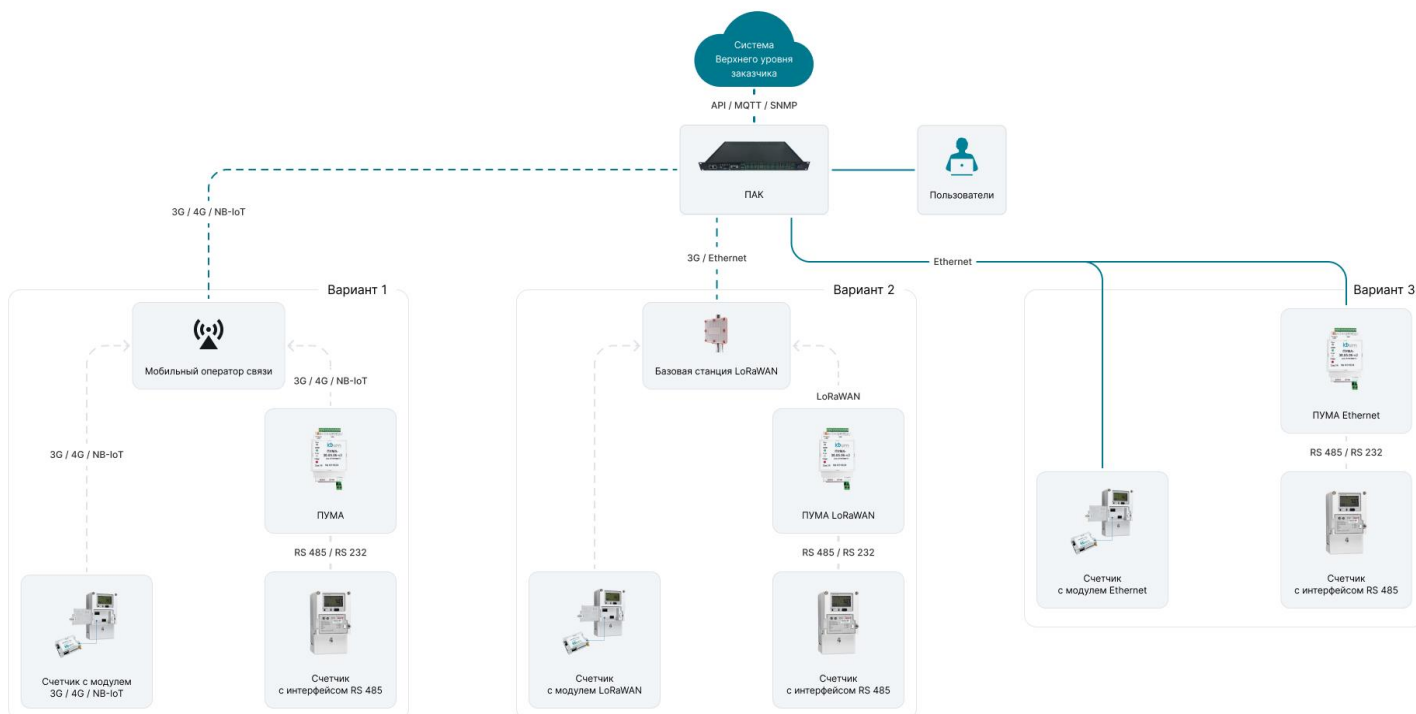 Система
Верхнего уровня
заказчика
API / MQTT / SNMP
ПАК
Пользователи
3G / 4G / NB-IoT
3G / Ethernet
Ethernet
Вариант 1
Мобильный оператор связи
3G / 4G / NB-IoT
3G / 4G / NB-IoT
ПУМА
RS 485 / RS 232
Счетчик с модулем
3G / 4G / NB-IoT
Счетчик
с интерфейсом RS 485
Вариант 2
Базовая станция LoRaWAN
LoRaWAN
ПУМА LoRaWAN
RS 485 / RS 232
Счетчик
с модулем LoRaWAN
Счетчик
с интерфейсом RS 485
Вариант 3
ПУМА Ethernet
RS 485 / RS 232
Счетчик
с модулем Ethernet
Счетчик
с интерфейсом RS 485